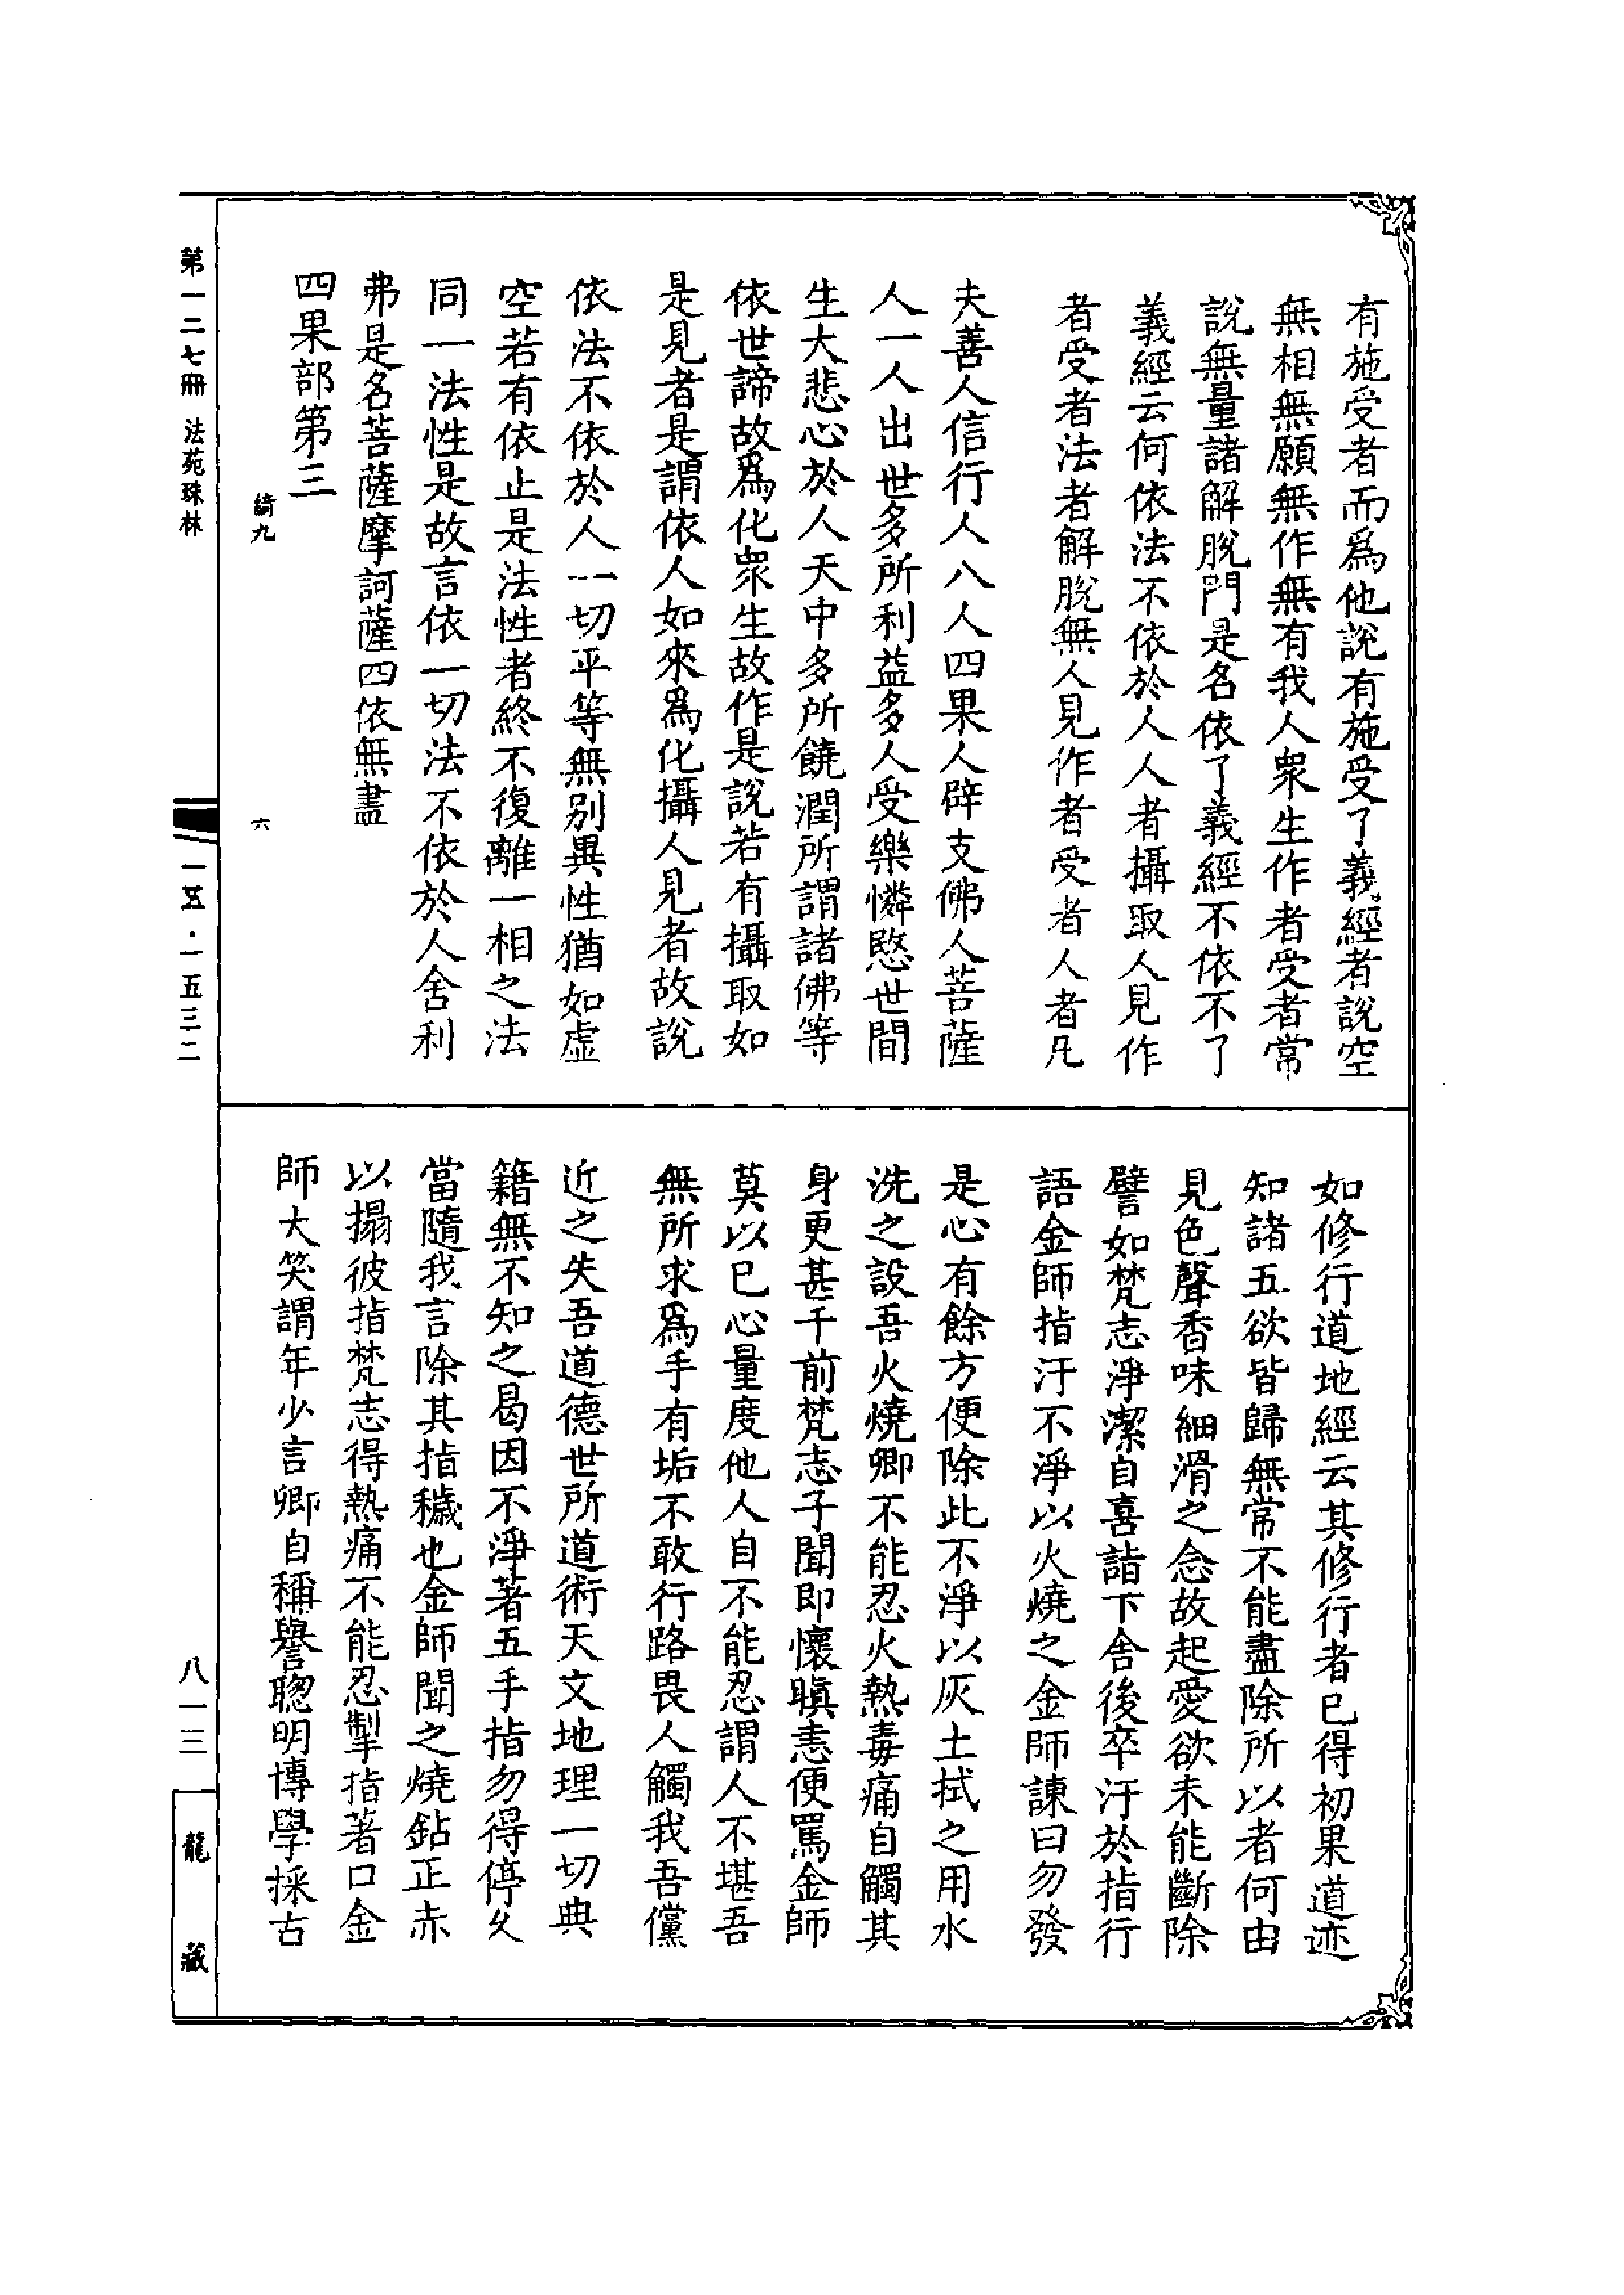 有施受者而爲他說有施受了義經者說空
無相無願無作無有我人衆生作者受者常
說無量諸解脫門是名依了義經不依不了
義經云何依法不依於人人者攝取人見作
者受者法者解脫無人見作者受者人者凡
夫善人信行人八人四果人辟支佛人菩薩
人一人出世多所利益多人受樂憐愍世間
生大悲心於人天中多所饒潤所謂諸佛等
依世諦故爲化衆生故作是說若有攝取如
是見者是謂依人如來爲化攝人見者故說
依法不依於人一切平等無別異性猶如虛
空若有依止是法性者終不復離一相之法
同一法性是故言依一切法不依於人舍利
弗是名菩薩摩訶薩四依無盡
四果部第三
綺九 六
如修行道地經云其修行者已得初果道迹
知諸五欲皆歸無常不能盡除所以者何由
見色聲香味細滑之念故起愛欲未能斷除
譬如梵志淨潔自喜詣下舍後卒汙於指行
語金師指汙不淨以火燒之金師諫曰勿發
是心有餘方便除此不淨以灰土拭之用水
洗之設吾火燒卿不能忍火熱毒痛自觸其
身更甚于前梵志子聞即懷瞋恚便罵金師
莫以已心量度他人自不能忍謂人不堪吾
無所求爲手有垢不敢行路畏人觸我吾儻
近之失吾道德世所道術天文地理一切典
籍無不知之曷因不淨著五手指勿得停久
當隨我言除其指穢也金師聞之燒鉆正赤
以搨彼指梵志得熱痛不能忍掣指著口金
師大笑謂年少言卿自稱譽聰明博學採古
第一二七冊 法苑珠林
一五·一五三二
八一三
龍藏